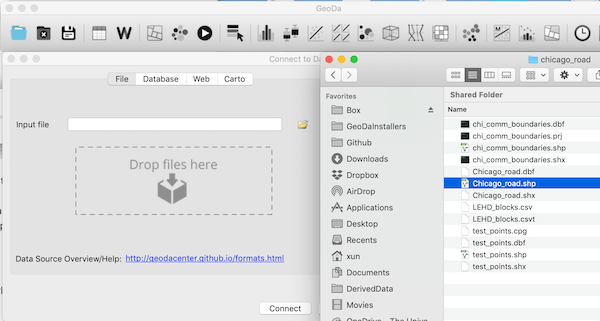 GeoDa
W
Connect to Da
File Database Web Carto
Input file
Drop files here
Data Source Overview/Help: http://geodacenter.github.io/formats.html
Connect
chicago_road
Favorites
Box
GeoDaInstallers
Github
Downloads
Dropbox
AirDrop
Applications
Desktop
Recents
xun
Documents
DerivedData
Movies
OneDrive - The Unive
Shared Folder
Name
chi_comm_boundaries.dbf
chi_comm_boundaries.prj
chi_comm_boundaries.shp
chi_comm_boundaries.shx
Chicago_road.dbf
Chicago_road.shp
Chicago_road.shx
LEHD_blocks.csv
LEHD_blocks.csvt
test_points.cpg
test_points.dbf
test_points.shp
test_points.shx